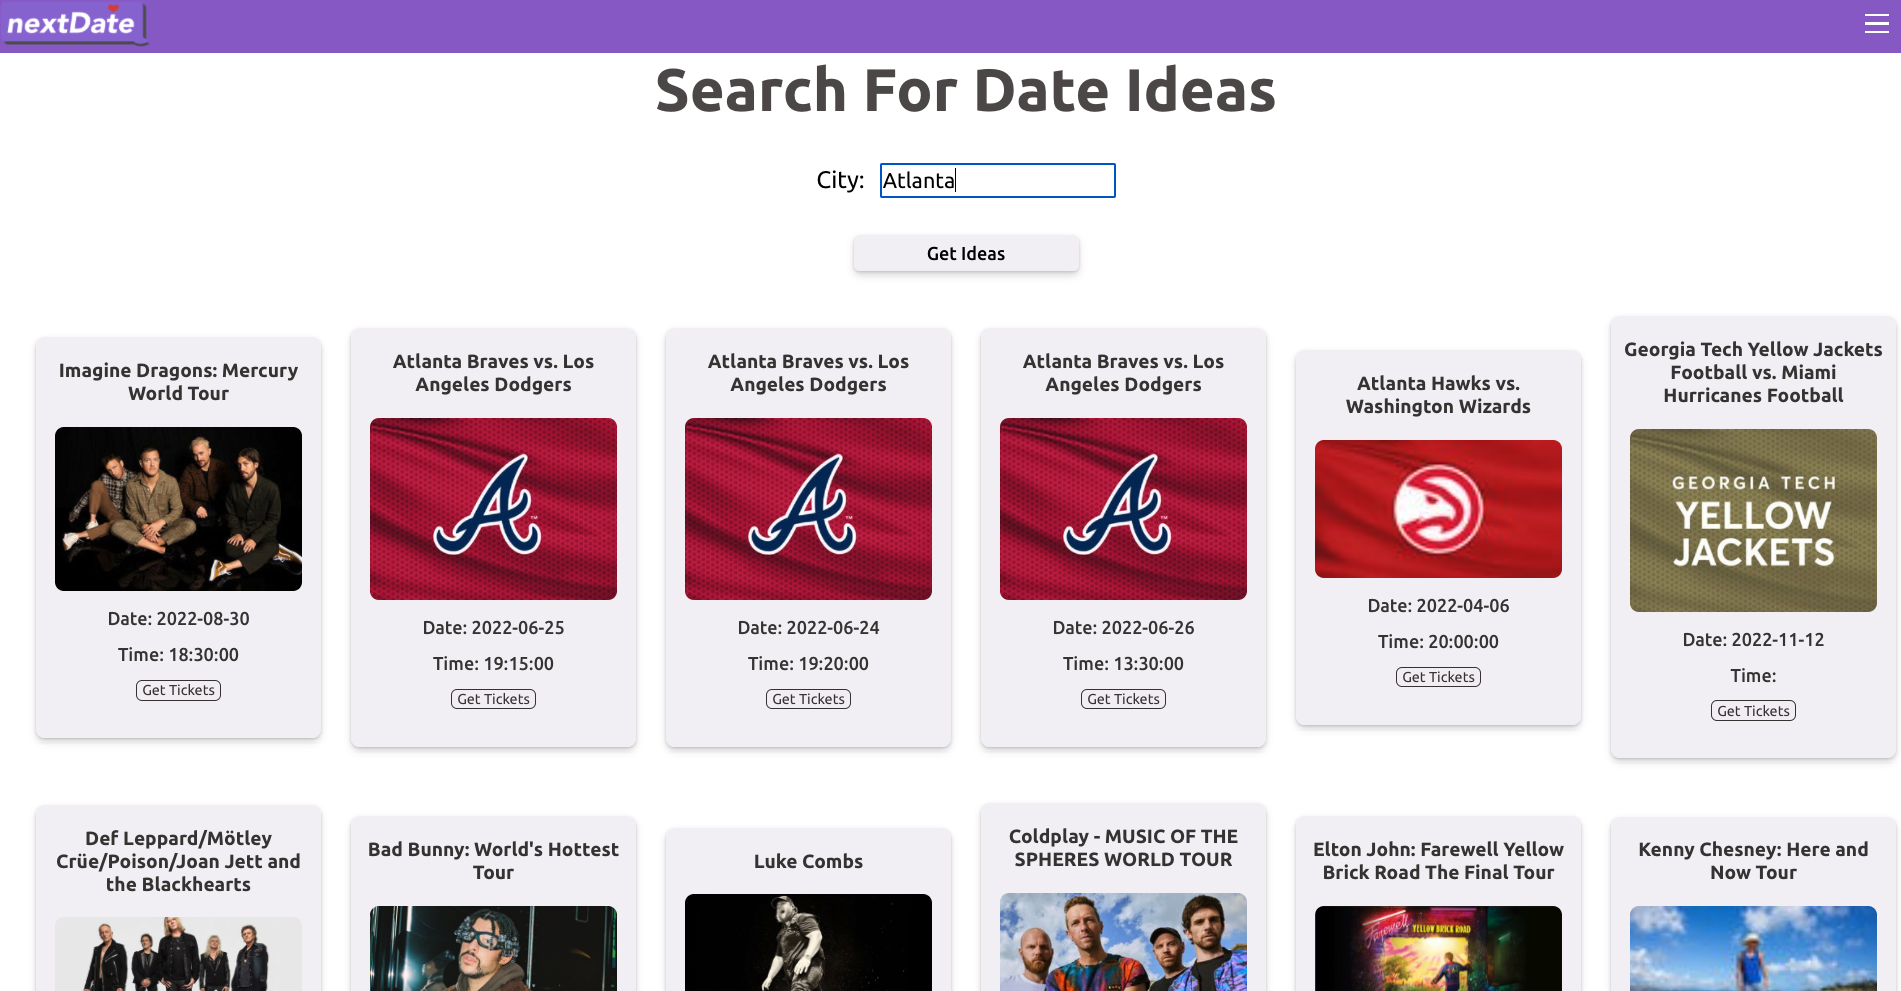 nextDate
Search For Date Ideas
City: Atlanta
Get Ideas
Imagine Dragons: Mercury
World Tour
Date: 2022-08-30
Time: 18:30:00
Get Tickets
Atlanta Braves vs. Los
Angeles Dodgers
A
Date: 2022-06-25
Time: 19:15:00
Get Tickets
Atlanta Braves vs. Los
Angeles Dodgers
A
Date: 2022-06-24
Time: 19:20:00
Get Tickets
Atlanta Braves vs. Los
Angeles Dodgers
A
Date: 2022-06-26
Time: 13:30:00
Get Tickets
Atlanta Hawks vs.
Washington Wizards
Date: 2022-04-06
Time: 20:00:00
Get Tickets
Georgia Tech Yellow Jackets
Football vs. Miami
Hurricanes Football
GEORGIA TECH
YELLOW
JACKETS
Date: 2022-11-12
Time:
Get Tickets
Def Leppard/Mötley
Crüe/Poison/Joan Jett and
the Blackhearts
Bad Bunny: World's Hottest
Tour
Luke Combs
Coldplay - MUSIC OF THE
SPHERES WORLD TOUR
Elton John: Farewell Yellow
Brick Road The Final Tour
Farewell YELLOW BRICK ROAD
Kenny Chesney: Here and
Now Tour